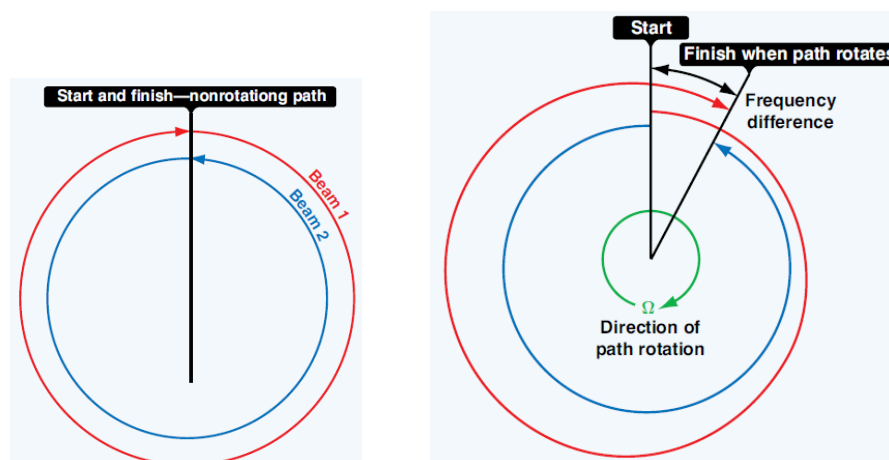 Start and finish—nonrotationg path
Beam 1
Beam 2
Start
Finish when path rotates
Frequency
difference
Ω
Direction of
path rotation